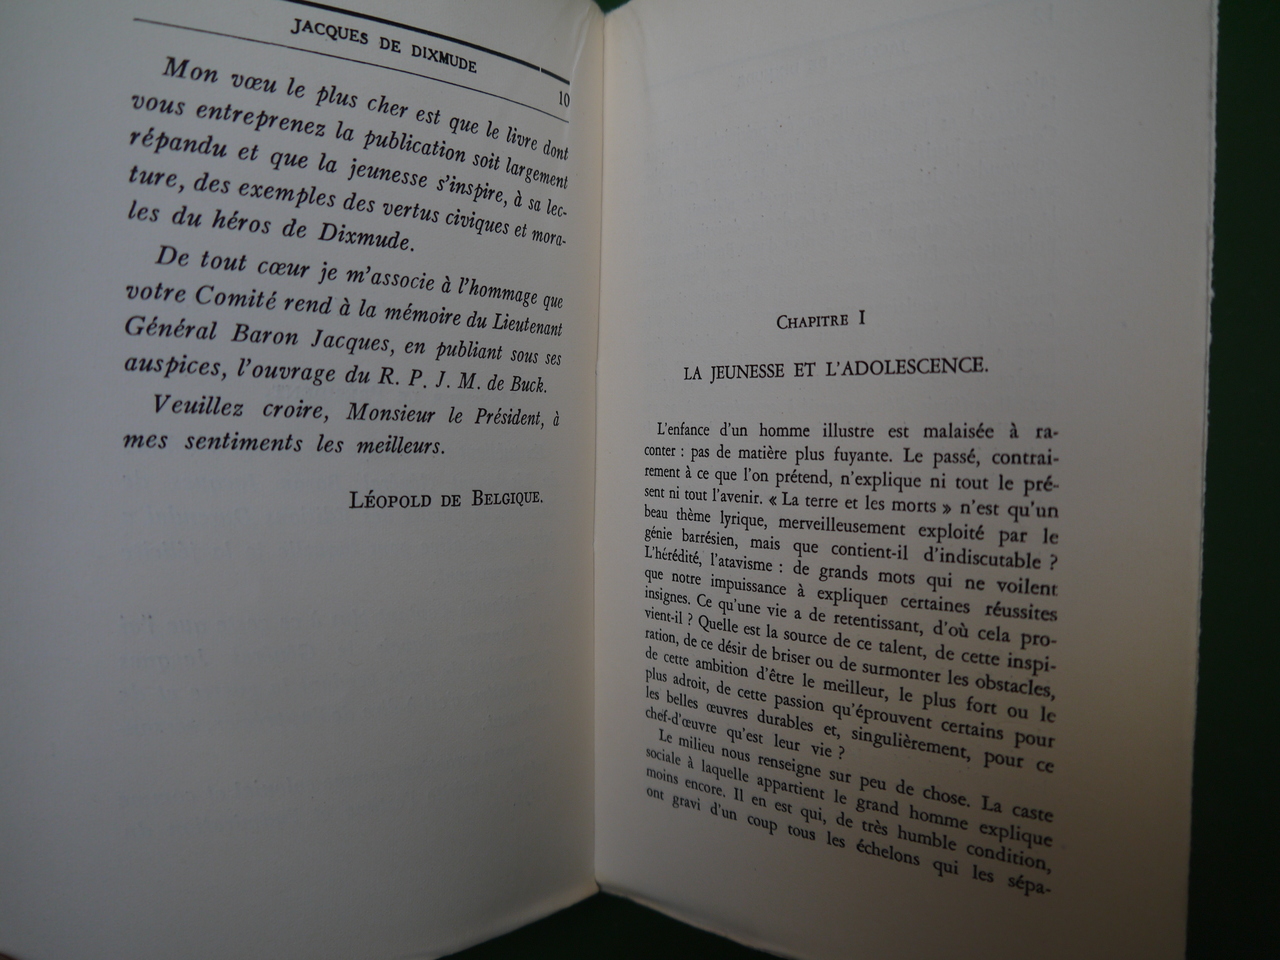 JACQUES DE DIXMUDE
10
Mon vœu le plus cher est que le livre dont
vous entreprenez la publication soit largement
répandu et que la jeunesse s'inspire, à sa lec-
ture, des exemples des vertus civiques et mora-
les du héros de Dixmude.
De tout cœur je m'associe à l'hommage que
votre Comité rend à la mémoire du Lieutenant
Général Baron Jacques, en publiant sous ses
auspices, l'ouvrage du R. P. J. M. de Buck.
Veuillez croire, Monsieur le Président, à
mes sentiments les meilleurs.
LÉOPOLD DE BELGIQUE.
CHAPITRE I
LA JEUNESSE ET L'ADOLESCENCE.
L'enfance d'un homme illustre est malaisée à ra-
conter : pas de matière plus fuyante. Le passé, contrai-
rement à ce que l'on prétend, n'explique ni tout le pré-
sent ni tout l'avenir. « La terre et les morts » n'est qu'un
beau thème lyrique, merveilleusement exploité par le
génie barrésien, mais que contient-il d'indiscutable ?
L'hérédité, l'atavisme : de grands mots qui ne voilent
que notre impuissance à expliquer certaines réussites
insignes. Ce qu'une vie a de retentissant, d'où cela pro-
vient-il ? Quelle est la source de ce talent, de cette inspi-
ration, de ce désir de briser ou de surmonter les obstacles,
de cette ambition d'être le meilleur, le plus fort ou le
plus adroit, de cette passion qu'éprouvent certains pour
les belles œuvres durables et, singulièrement, pour ce
chef-d'œuvre qu'est leur vie ?
Le milieu nous renseigne sur peu de chose. La caste
sociale à laquelle appartient le grand homme explique
moins encore. Il en est qui, de très humble condition,
ont gravi d'un coup tous les échelons qui les sépa-